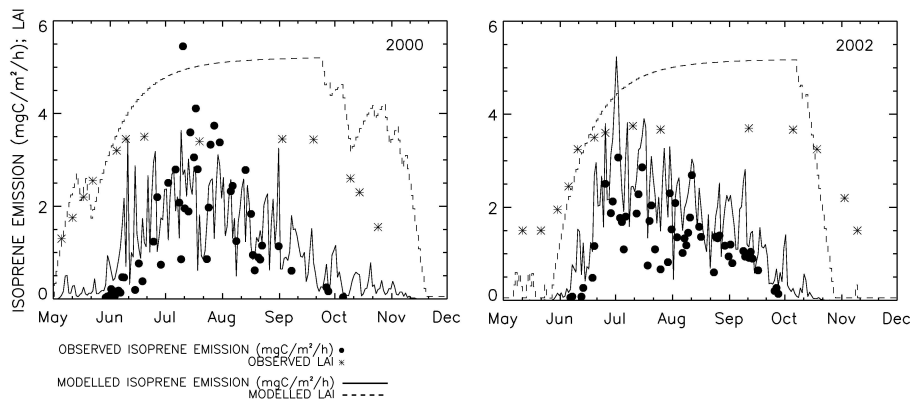 ISOPRENE EMISSION (mgC/m²/h); LAI
6
4
2
0
2000
May Jun Jul Aug Sep Oct Nov Dec
6
4
2
0
2002
May Jun Jul Aug Sep Oct Nov Dec
OBSERVED ISOPRENE EMISSION (mgC/m²/h)
OBSERVED LAI
MODELLED ISOPRENE EMISSION (mgC/m²/h)
MODELLED LAI